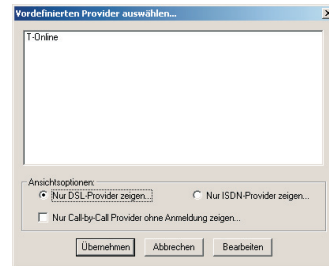 Vordefinierten Provider auswählen...
T-Online
Ansichtsoptionen:
Nur DSL-Provider zeigen... Nur ISDN-Provider zeigen...
Nur Call-by-Call Provider ohne Anmeldung zeigen...
Übernehmen Abbrechen Bearbeiten